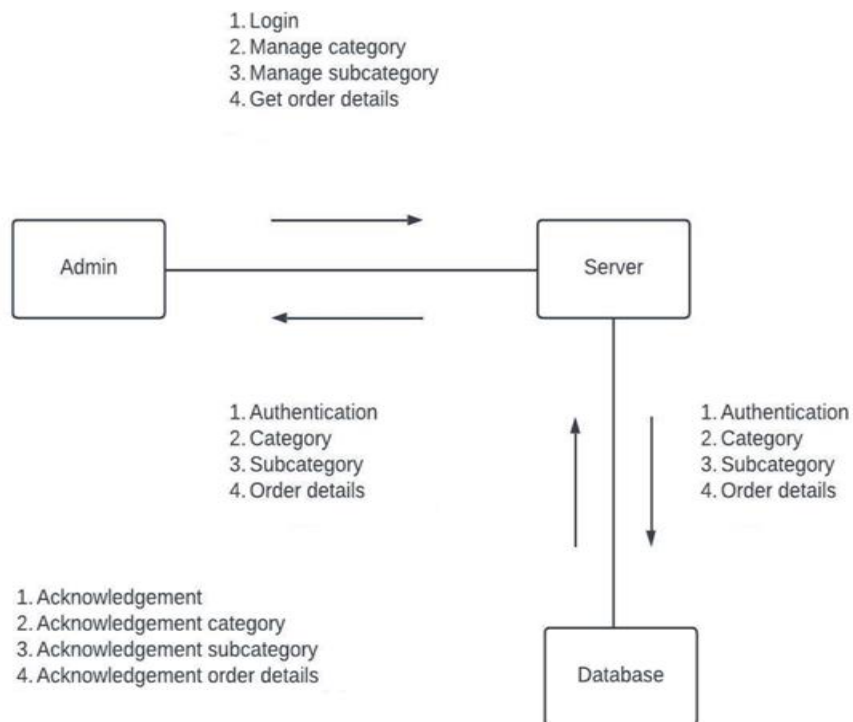 1. Login
2. Manage category
3. Manage subcategory
4. Get order details
Admin
Server
1. Authentication
2. Category
3. Subcategory
4. Order details
1. Authentication
2. Category
3. Subcategory
4. Order details
1. Acknowledgement
2. Acknowledgement category
3. Acknowledgement subcategory
4. Acknowledgement order details
Database